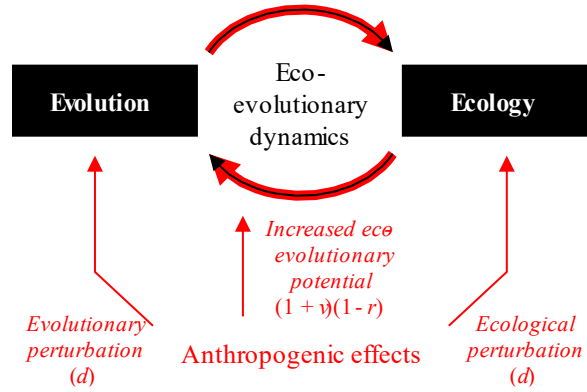 Evolution
Eco-
evolutionary
dynamics
Ecology
Increased eco
evolutionary
potential
(1 + v)(1- r)
Evolutionary
perturbation
(d)
Anthropogenic effects
Ecological
perturbation
(d)